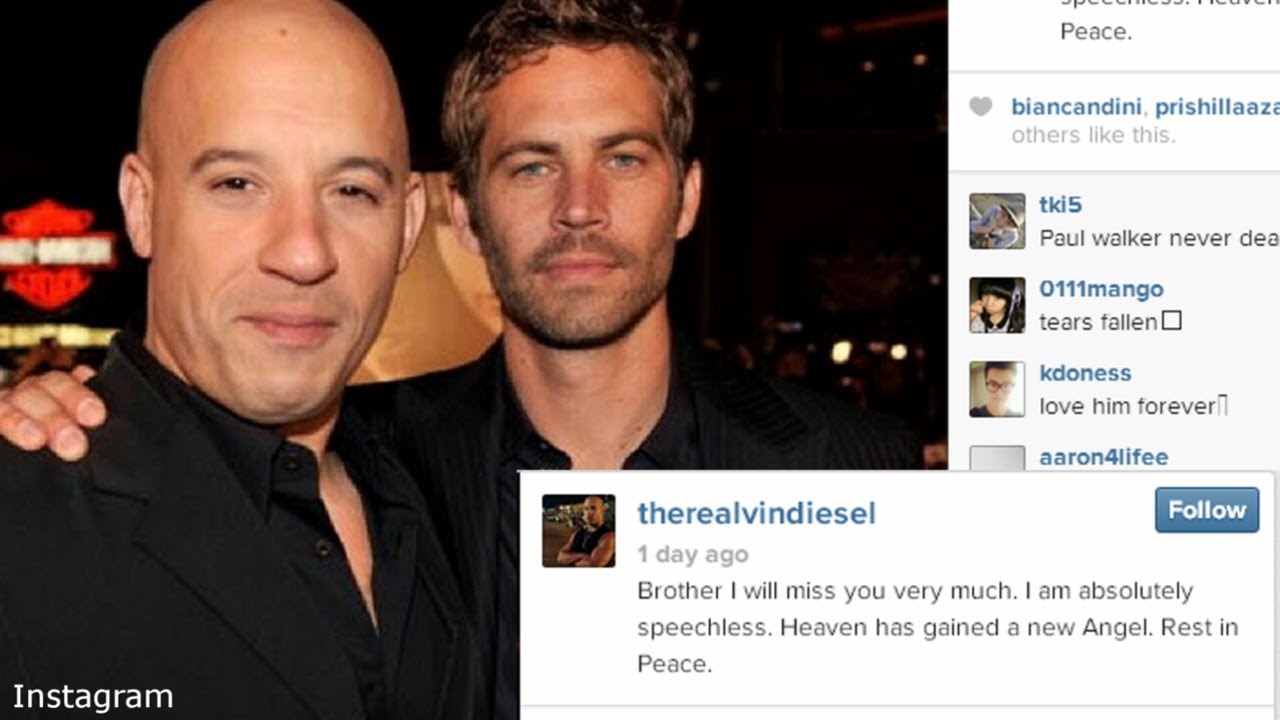 Peace.
biancandini, prishillaaza
others like this.
tki5
Paul walker never dea
0111mango
tears fallen
kdoness
love him forever
aaron4lifee
therealvindiesel
Follow
1 day ago
Brother I will miss you very much. I am absolutely
speechless. Heaven has gained a new Angel. Rest in
Peace.
Instagram